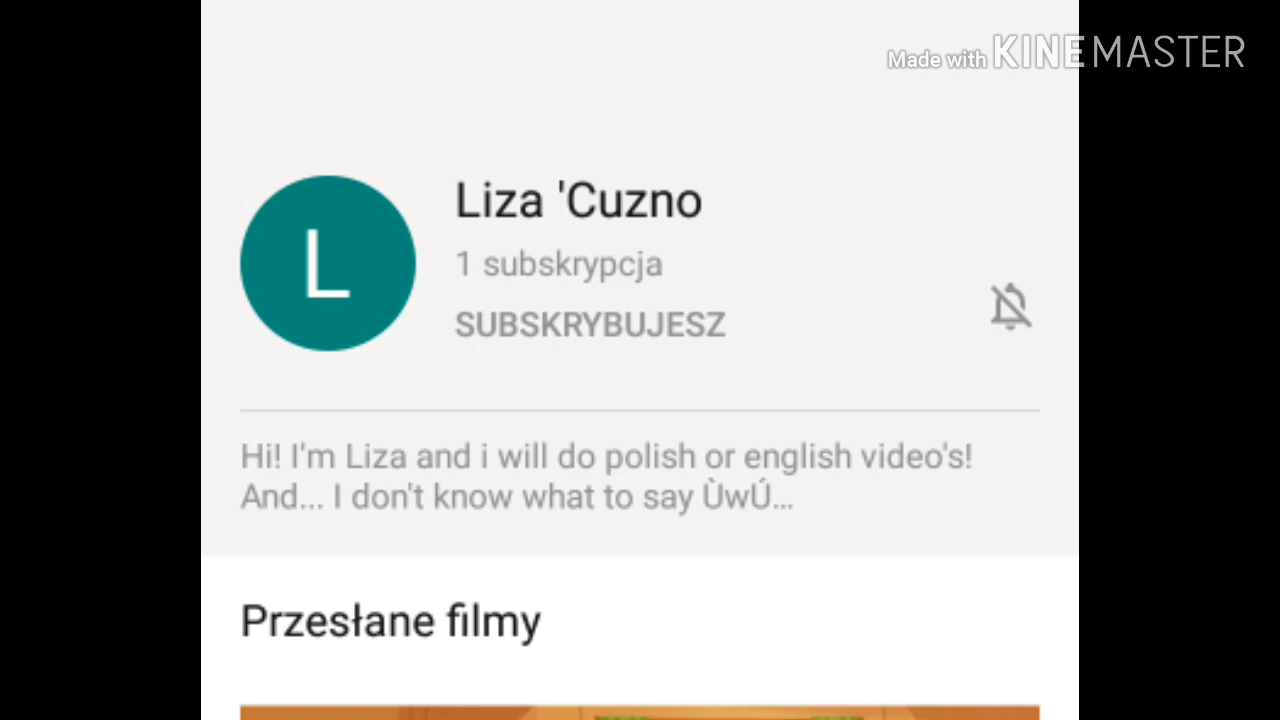 Made with KINEMASTER
L
Liza 'Cuzno
1 subskrypcja
SUBSKRYBUJESZ
Hi! I'm Liza and i will do polish or english video's!
And... I don't know what to say ÙwÚ...
Przesłane filmy